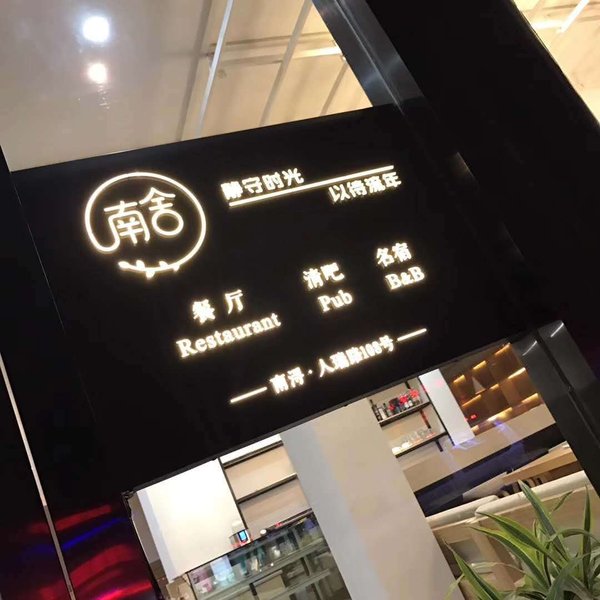 南舍
静守时光
以待流年
餐厅
Restaurant
清吧
Pub
名宿
B&B
南浔·人瑞路108号